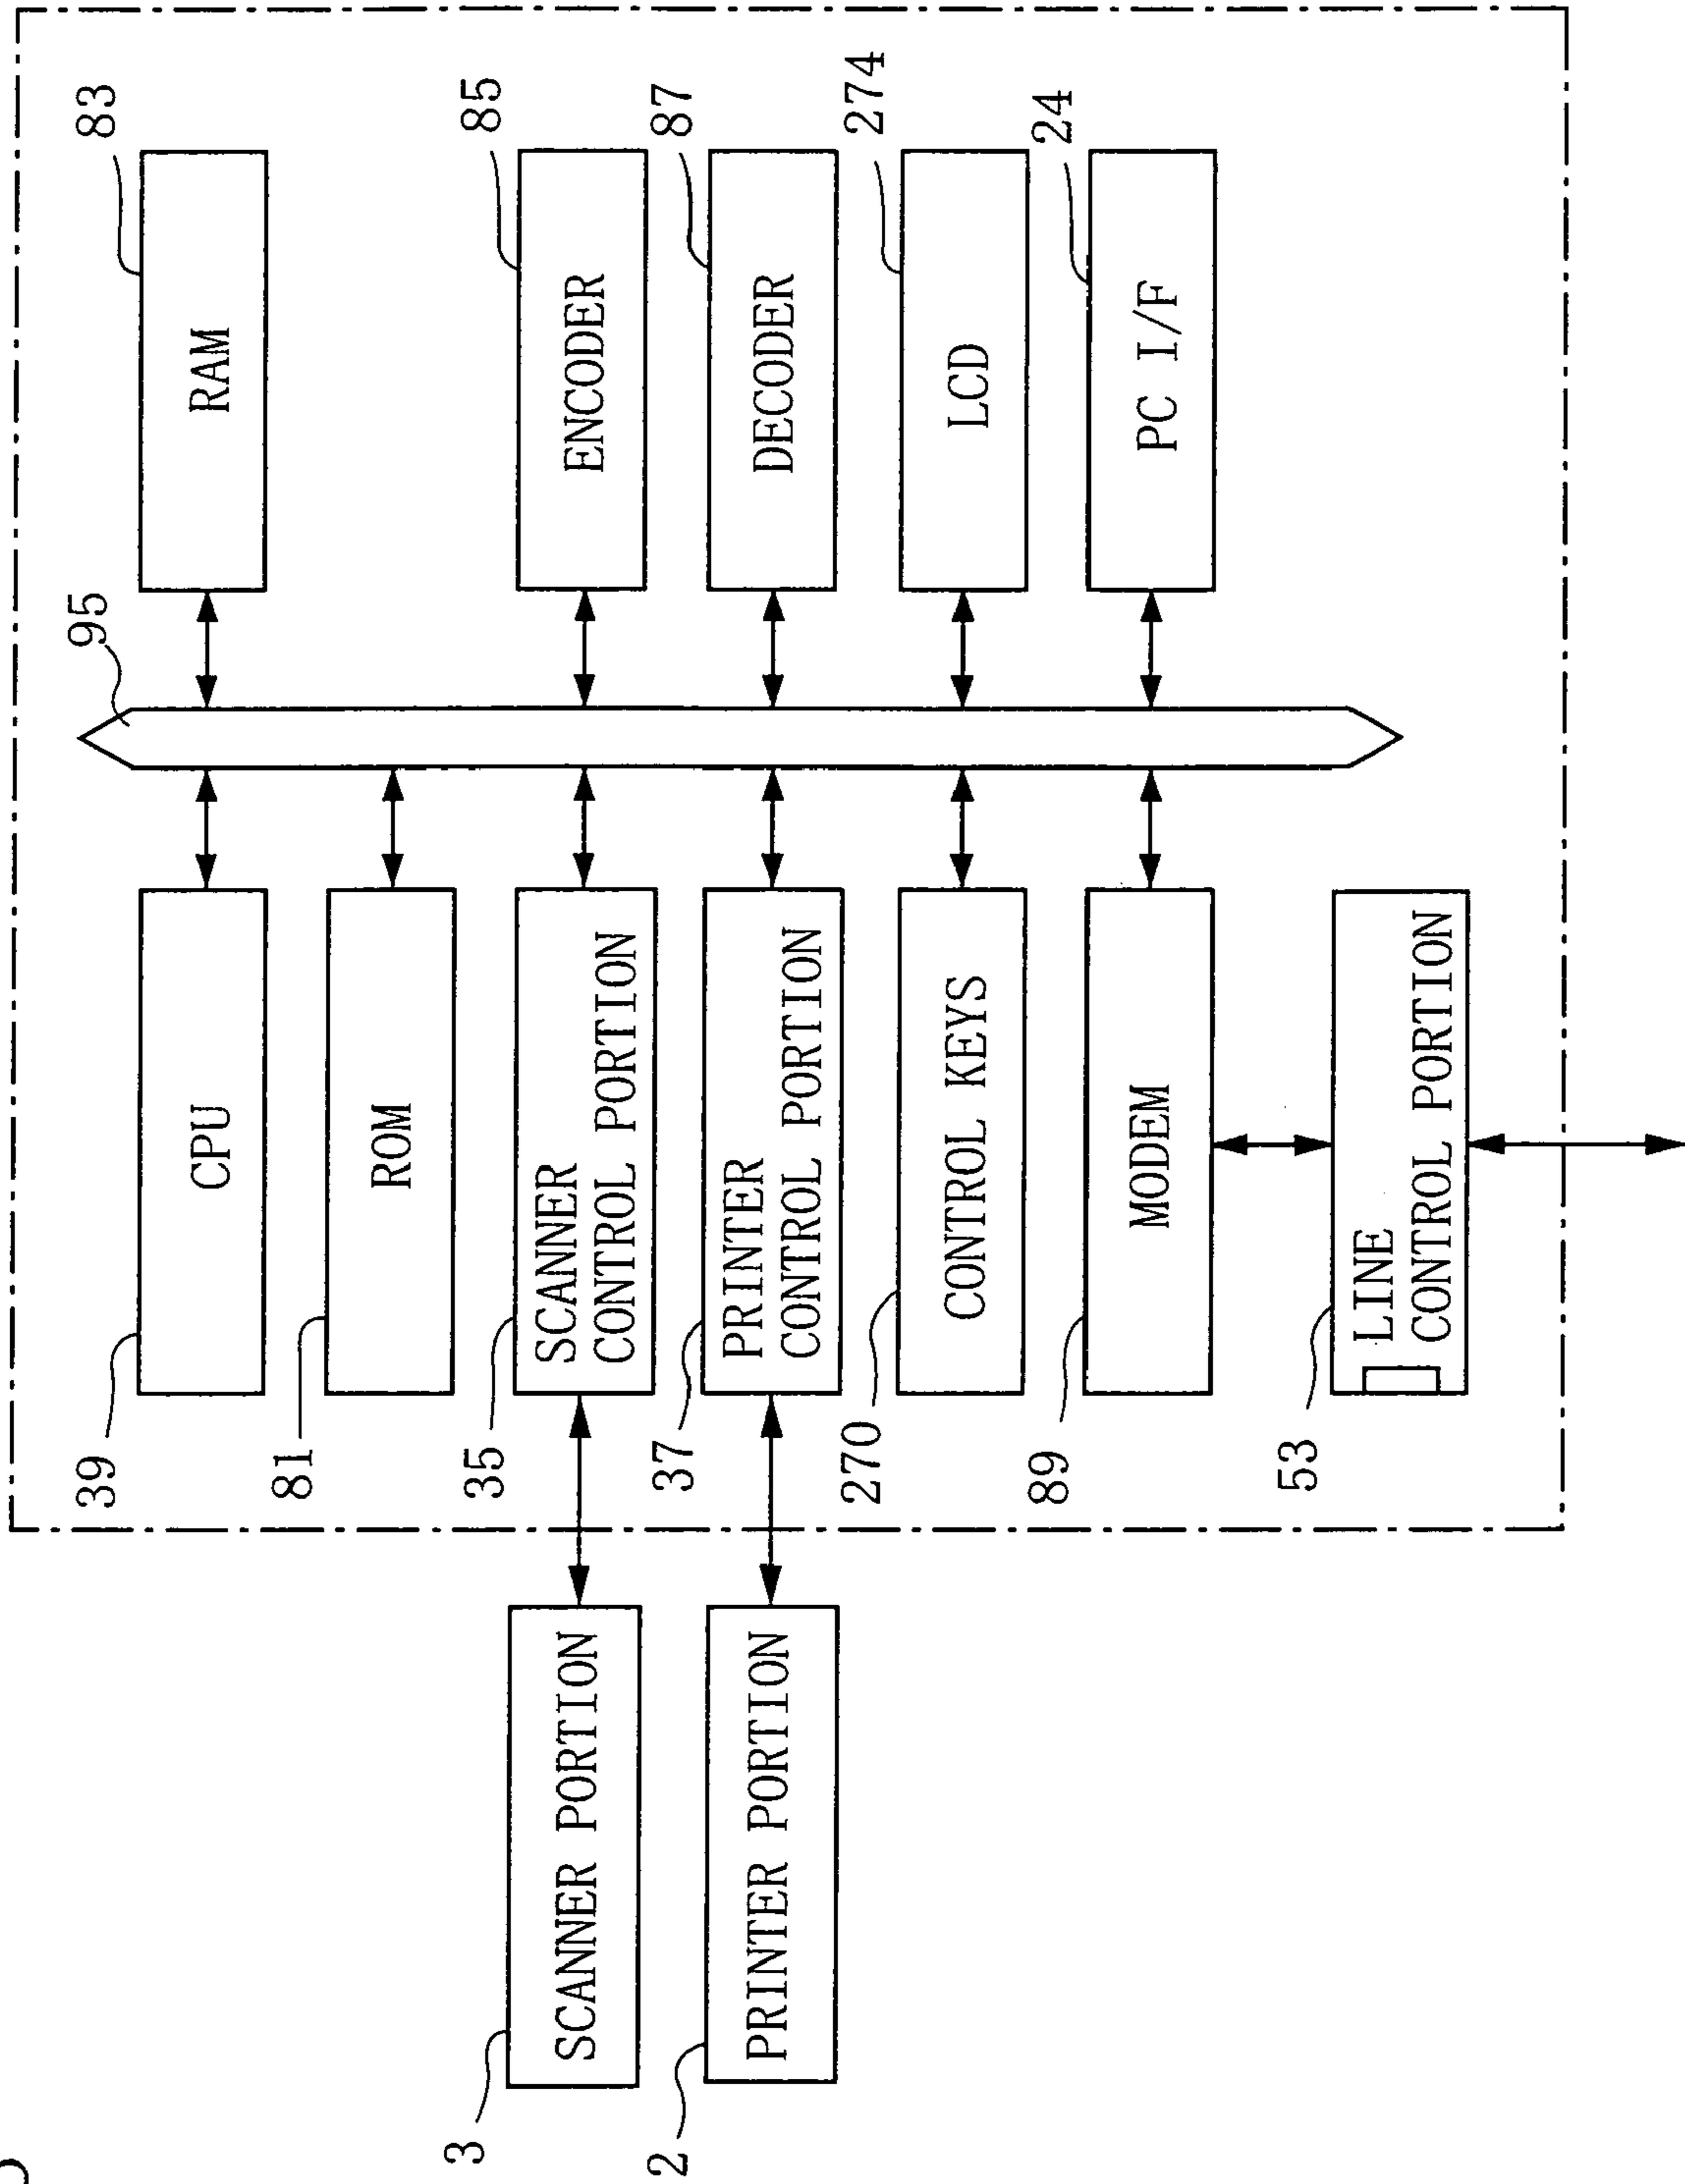 83
RAM
85
ENCODER
87
DECODER
274
LCD
24
PC I/F
95
39
CPU
81
ROM
35
SCANNER
CONTROL PORTION
37
PRINTER
CONTROL PORTION
270
CONTROL KEYS
89
MODEM
53
LINE
CONTROL PORTION
3
SCANNER PORTION
2
PRINTER PORTION